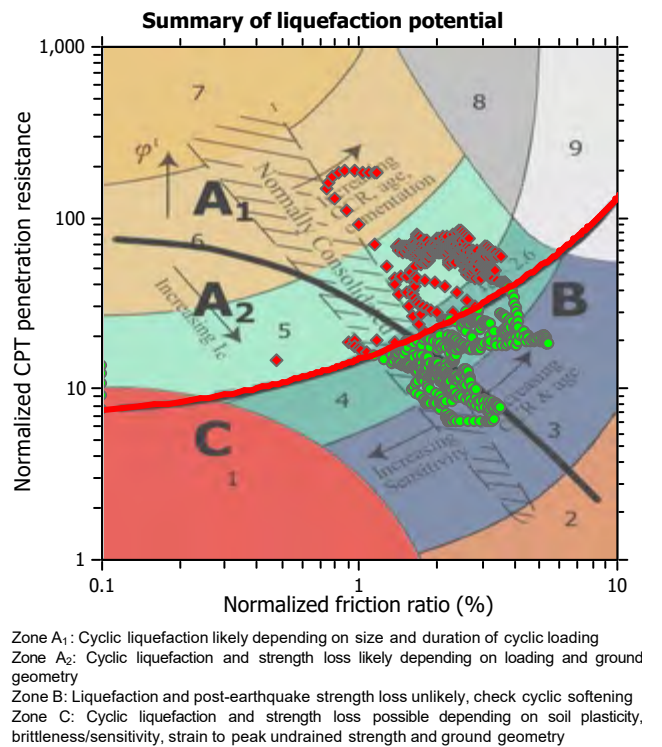 Summary of liquefaction potential
1,000
100
10
1
Normalized CPT penetration resistance
7
8
9
φ'
A1
Normally Consolidated
Increasing
OCR, age,
cementation
6
A2
Increasing Ic
5
2.6
B
4
Increasing
OCR & age
C
1
Increasing
Sensitivity
3
2
0.1
1
10
Normalized friction ratio (%)
Zone A1: Cyclic liquefaction likely depending on size and duration of cyclic loading
Zone A2: Cyclic liquefaction and strength loss likely depending on loading and ground
geometry
Zone B: Liquefaction and post-earthquake strength loss unlikely, check cyclic softening
Zone C: Cyclic liquefaction and strength loss possible depending on soil plasticity,
brittleness/sensitivity, strain to peak undrained strength and ground geometry